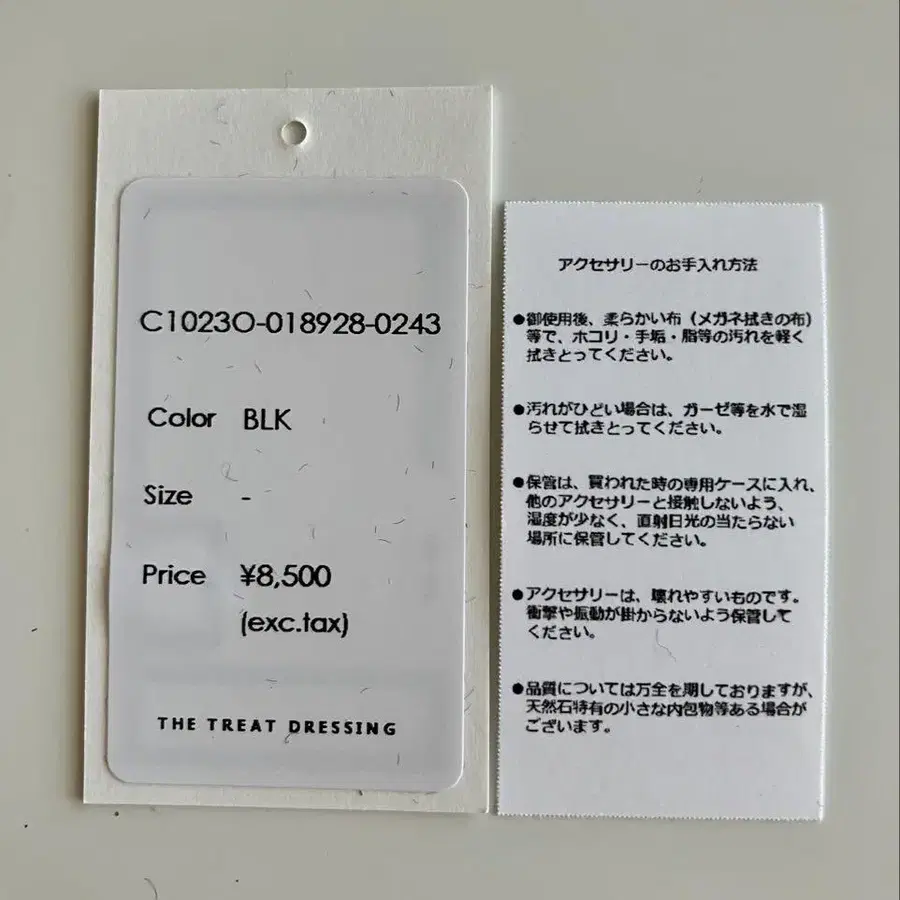 C1023O-018928-0243
Color BLK
Size -
Price ¥8,500
(exc.tax)
THE TREAT DRESSING
アクセサリーのお手入れ方法
●御使用後、柔らかい布（メガネ拭きの布）
等で、ホコリ・手垢・脂等の汚れを軽く
拭きとってください。
●汚れがひどい場合は、ガーゼ等を水で湿
らせて拭きとってください。
●保管は、買われた時の専用ケースに入れ、
他のアクセサリーと接触しないよう、
湿度が少なく、直射日光の当たらない
場所に保管してください。
●アクセサリーは、壊れやすいものです。
衝撃や振動が掛からないよう保管して
ください。
●品質については万全を期しておりますが、
天然石特有の小さな内包物等ある場合が
ございます。